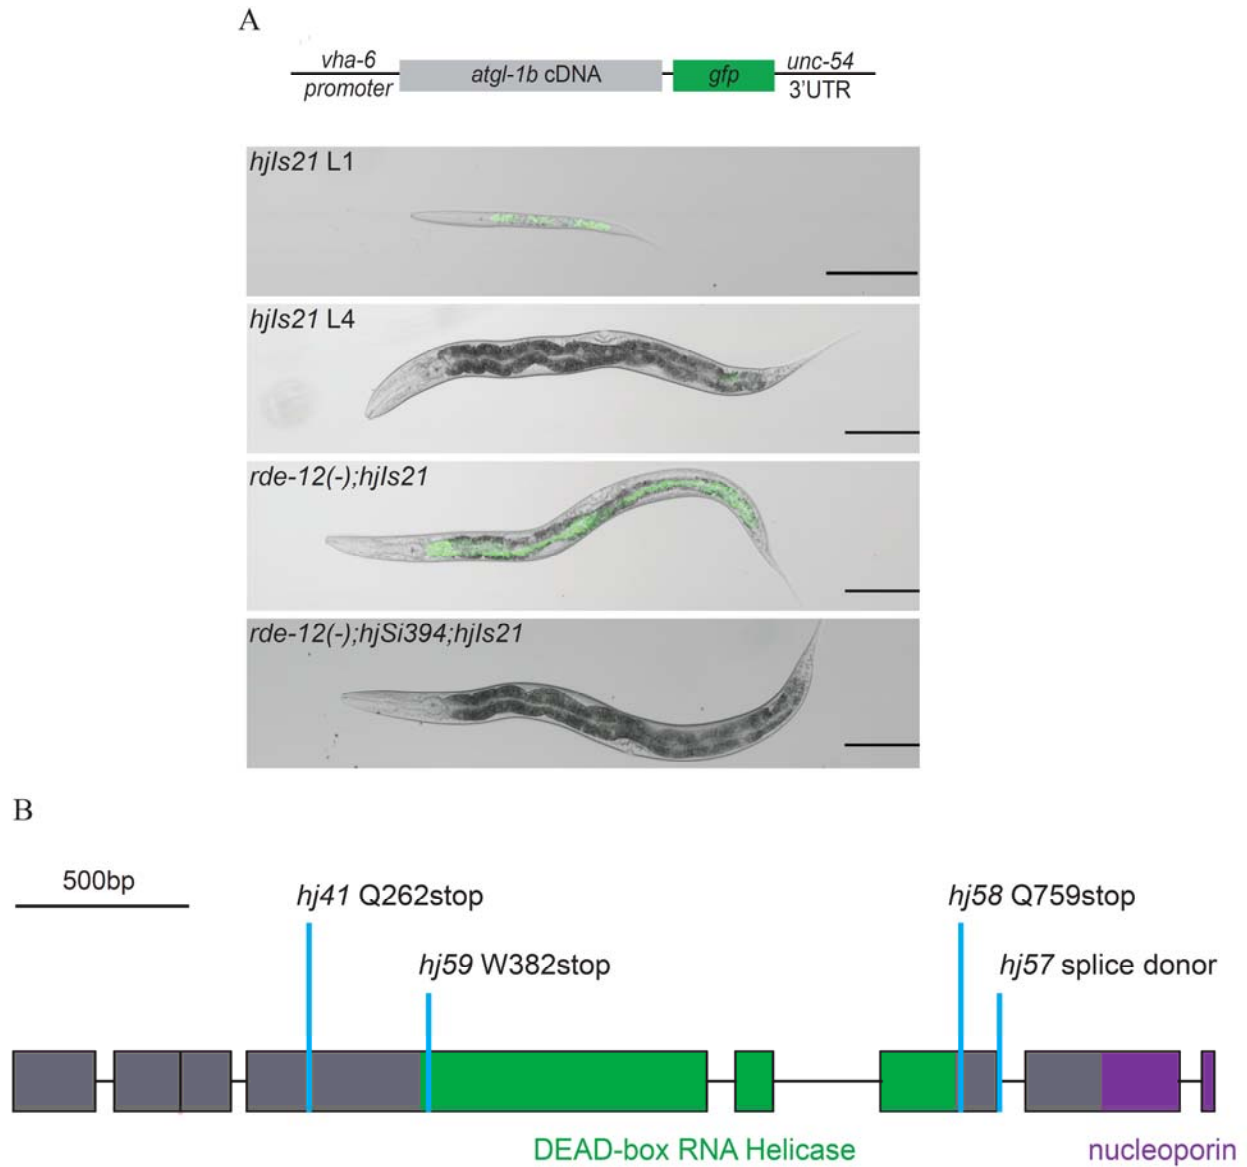 A
vha-6
promoter
atgl-1b cDNA
gfp
unc-54
3'UTR
hjIs21 L1
hjIs21 L4
rde-12(-);hjIs21
rde-12(-);hjSi394;hjIs21
B
500bp
hj41 Q262stop
hj58 Q759stop
hj59 W382stop
hj57 splice donor
DEAD-box RNA Helicase
nucleoporin